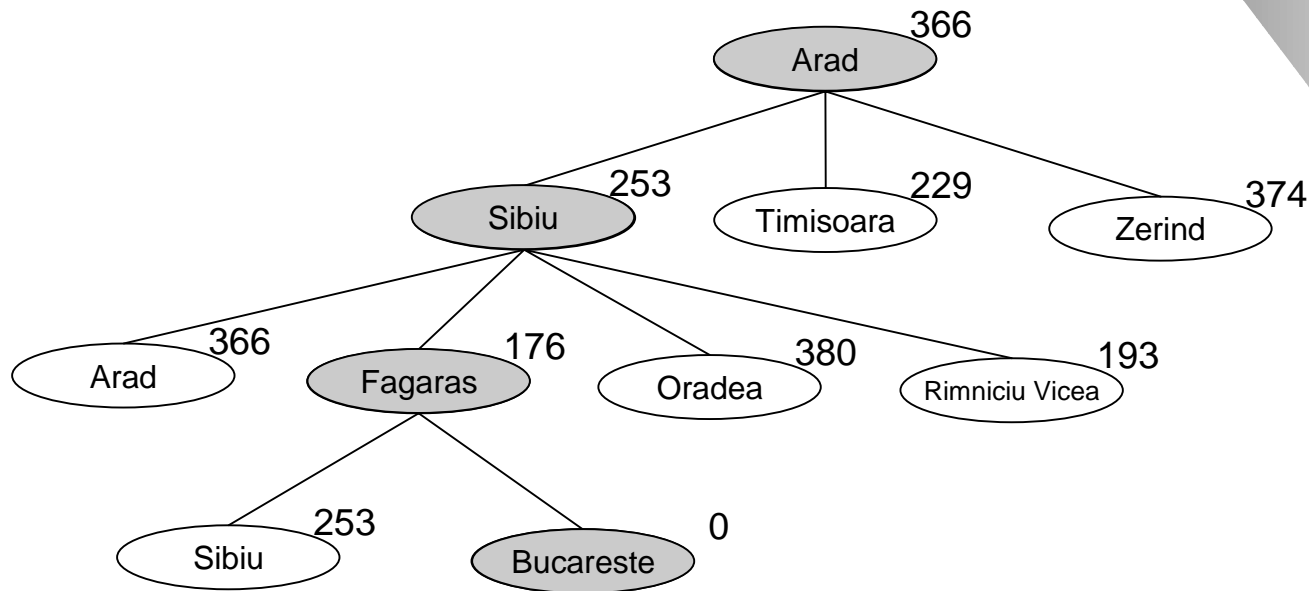 366
Arad
253
Sibiu
229
Timisoara
374
Zerind
366
Arad
176
Fagaras
380
Oradea
193
Rimniciu Vicea
253
Sibiu
0
Bucareste